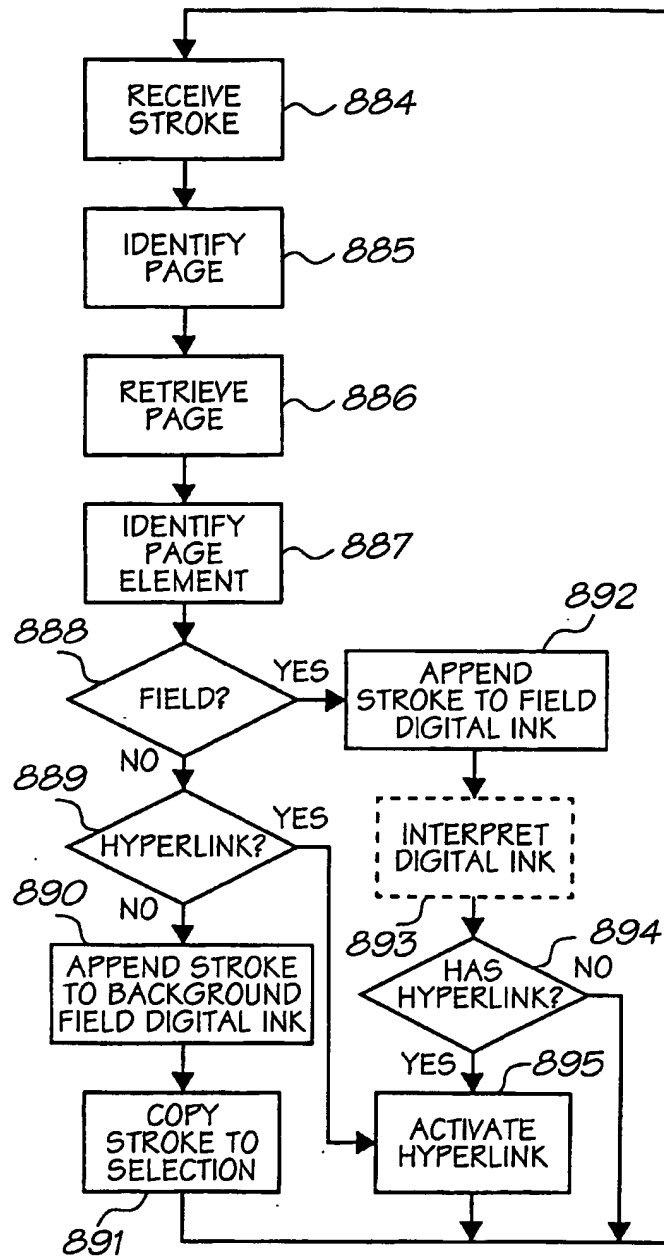 RECEIVE
STROKE
884
IDENTIFY
PAGE
885
RETRIEVE
PAGE
886
IDENTIFY
PAGE
ELEMENT
887
888
FIELD?
YES
NO
892
APPEND
STROKE TO FIELD
DIGITAL INK
889
HYPERLINK?
YES
NO
INTERPRET
DIGITAL INK
893
890
APPEND STROKE
TO BACKGROUND
FIELD DIGITAL INK
894
HAS
HYPERLINK?
NO
YES
895
COPY
STROKE TO
SELECTION
891
ACTIVATE
HYPERLINK